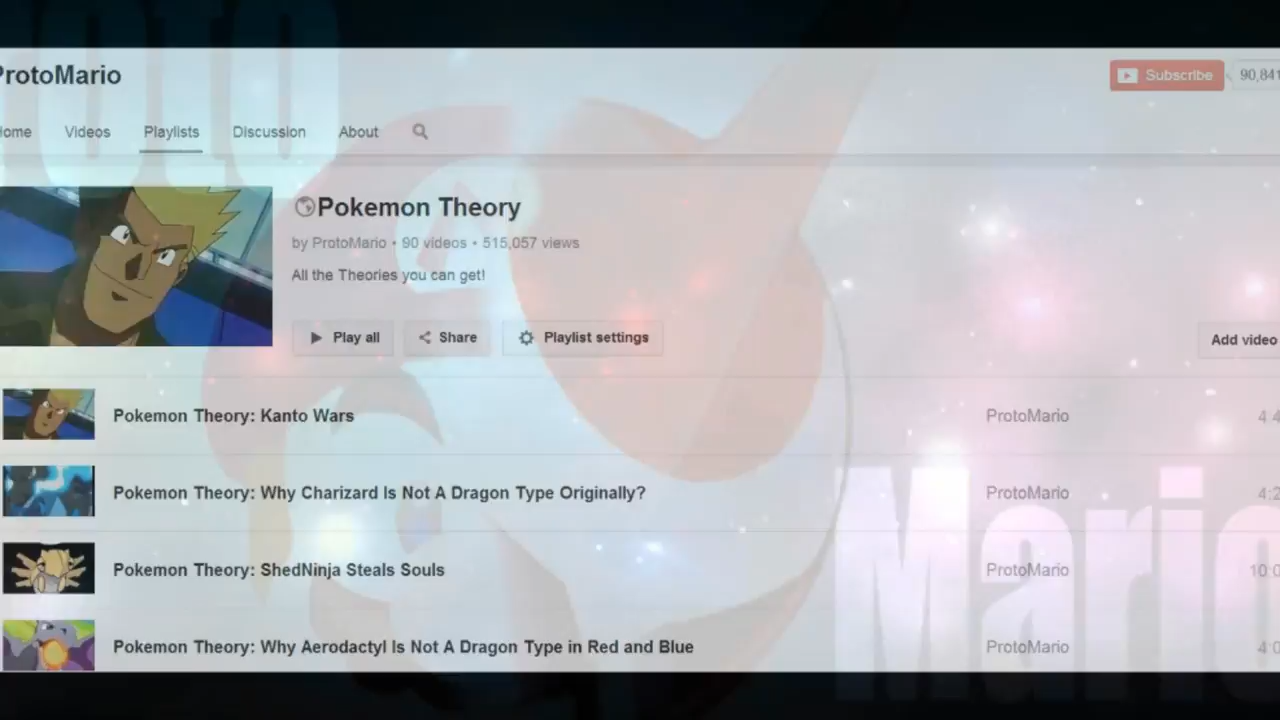 ProtoMario
Subscribe 90,841
Home Videos Playlists Discussion About
Pokemon Theory
by ProtoMario • 90 videos • 515,057 views
All the Theories you can get!
Play all Share Playlist settings Add video
Pokemon Theory: Kanto Wars ProtoMario
Pokemon Theory: Why Charizard Is Not A Dragon Type Originally? ProtoMario
Pokemon Theory: ShedNinja Steals Souls ProtoMario
Pokemon Theory: Why Aerodactyl Is Not A Dragon Type in Red and Blue ProtoMario
Mario